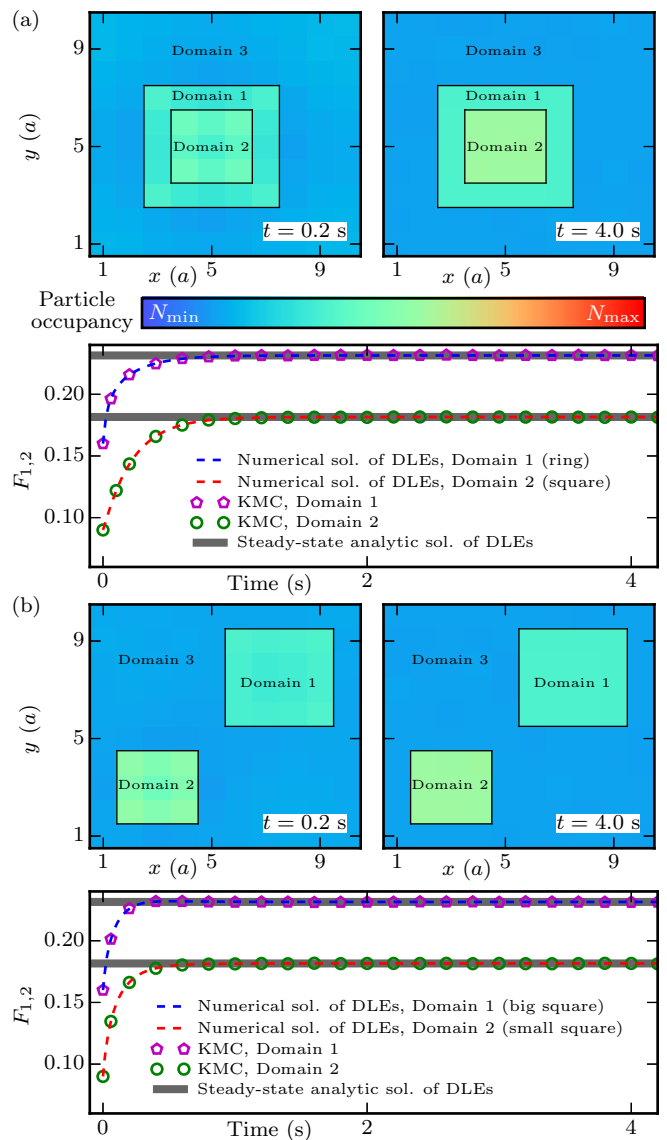 (a)
Domain 3
Domain 1
Domain 2
t = 0.2 s
9
5
1
y (a)
1
5
9
x (a)
Domain 3
Domain 1
Domain 2
t = 4.0 s
1
5
9
x (a)
Particle
occupancy
N_min
N_max
0.20
0.15
0.10
F_{1,2}
Numerical sol. of DLEs, Domain 1 (ring)
Numerical sol. of DLEs, Domain 2 (square)
KMC, Domain 1
KMC, Domain 2
Steady-state analytic sol. of DLEs
0
2
4
Time (s)
(b)
Domain 3
Domain 1
Domain 2
t = 0.2 s
9
5
1
y (a)
1
5
9
x (a)
Domain 3
Domain 1
Domain 2
t = 4.0 s
1
5
9
x (a)
0.20
0.15
0.10
F_{1,2}
Numerical sol. of DLEs, Domain 1 (big square)
Numerical sol. of DLEs, Domain 2 (small square)
KMC, Domain 1
KMC, Domain 2
Steady-state analytic sol. of DLEs
0
2
4
Time (s)